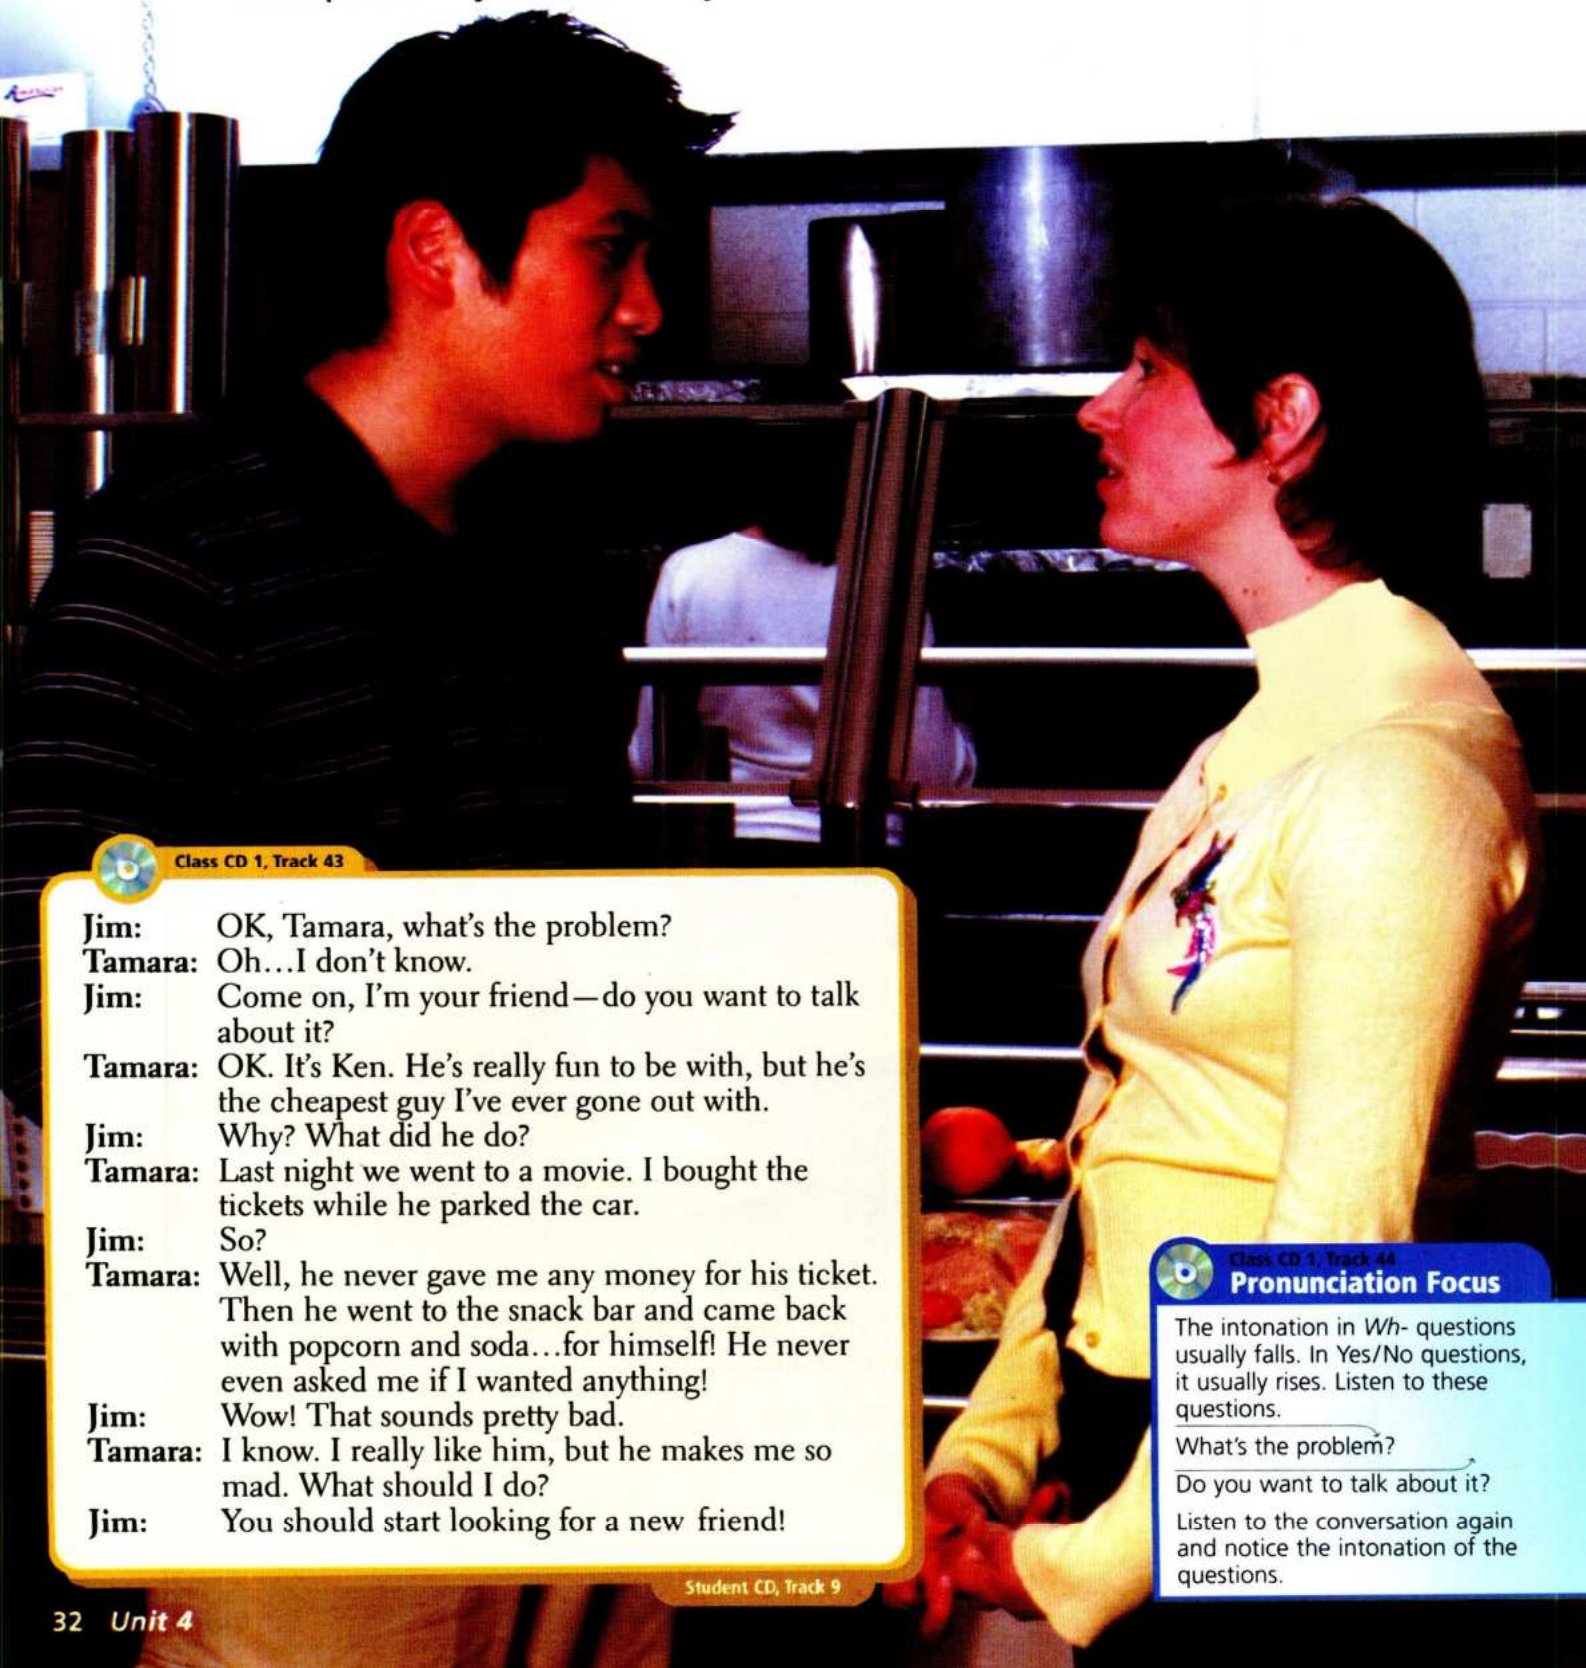 Class CD 1, Track 43
Jim: OK, Tamara, what's the problem?
Tamara: Oh...I don't know.
Jim: Come on, I'm your friend—do you want to talk
about it?
Tamara: OK. It's Ken. He's really fun to be with, but he's
the cheapest guy I've ever gone out with.
Jim: Why? What did he do?
Tamara: Last night we went to a movie. I bought the
tickets while he parked the car.
Jim: So?
Tamara: Well, he never gave me any money for his ticket.
Then he went to the snack bar and came back
with popcorn and soda...for himself! He never
even asked me if I wanted anything!
Jim: Wow! That sounds pretty bad.
Tamara: I know. I really like him, but he makes me so
mad. What should I do?
Jim: You should start looking for a new friend!
Student CD, Track 9
Class CD 1, Track 44
Pronunciation Focus
The intonation in Wh- questions
usually falls. In Yes/No questions,
it usually rises. Listen to these
questions.
What's the problem?
Do you want to talk about it?
Listen to the conversation again
and notice the intonation of the
questions.
32 Unit 4